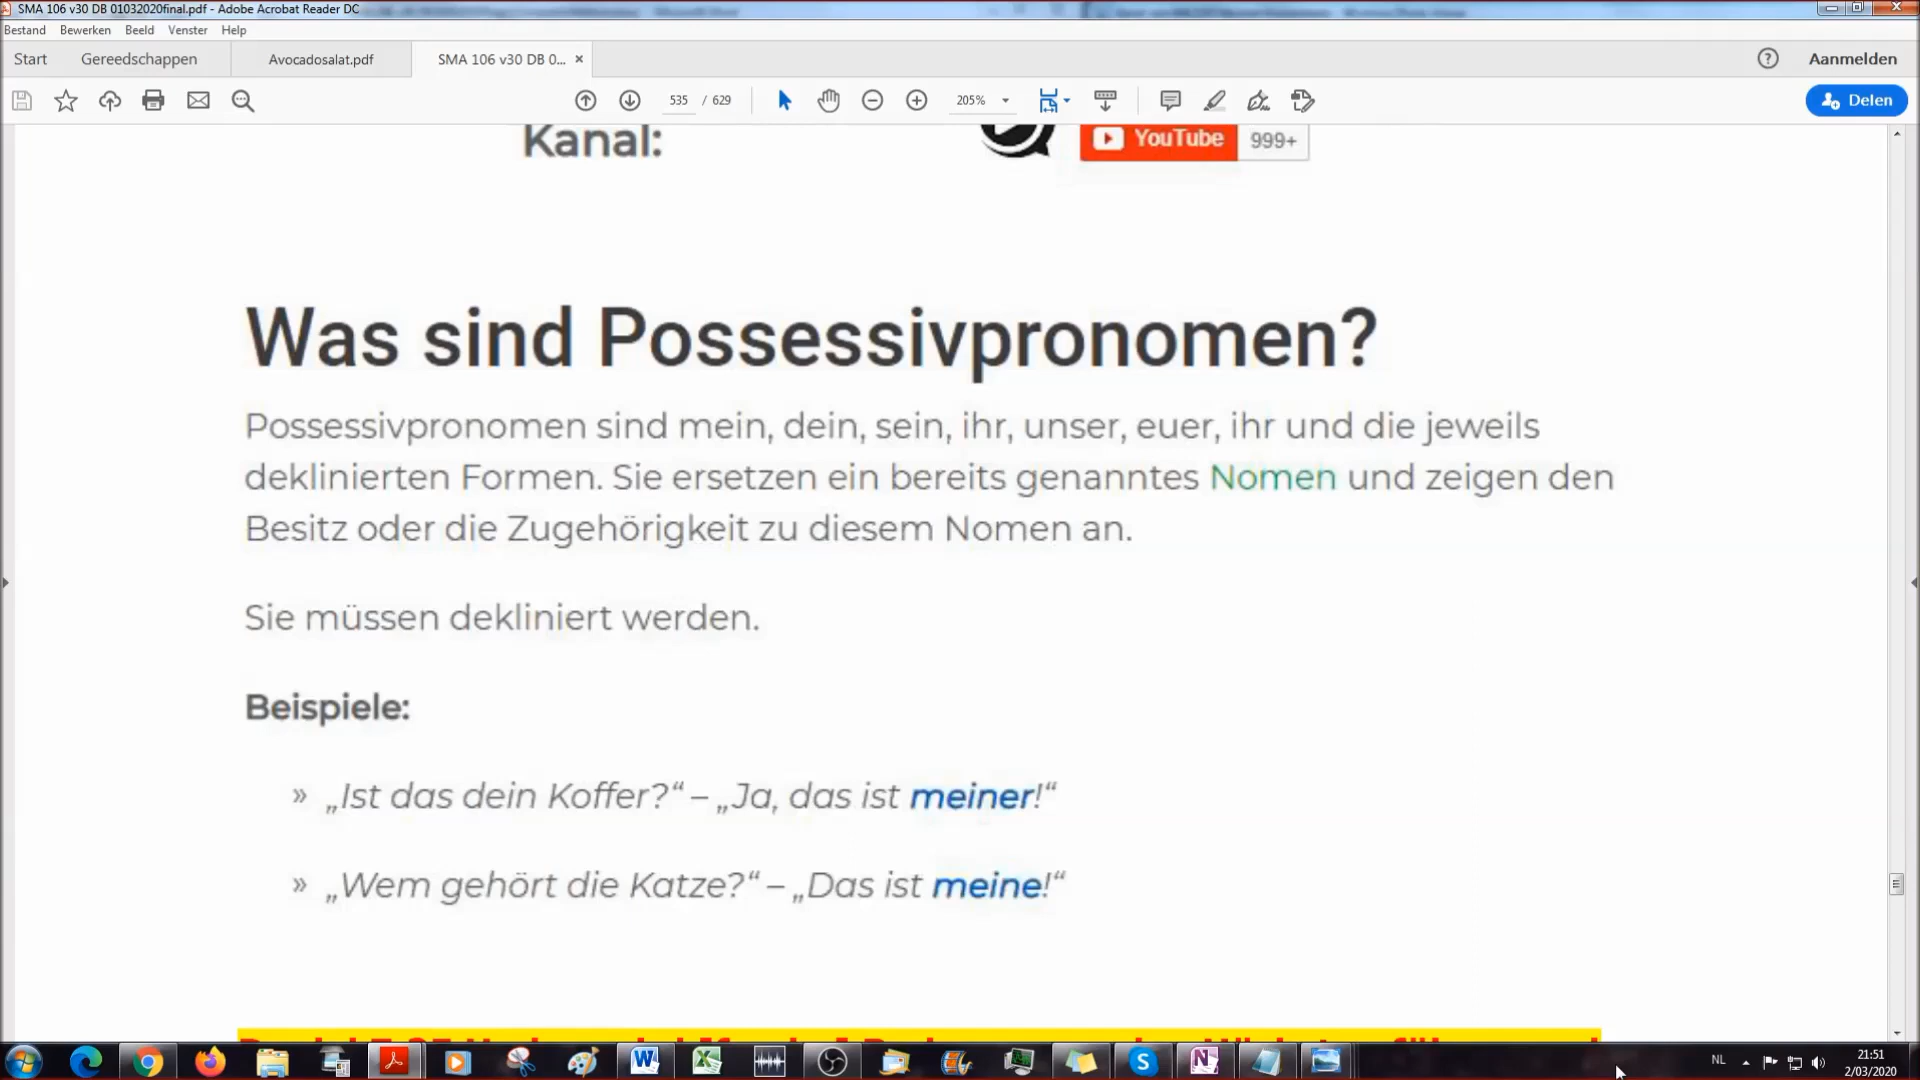 SMA 106 v30 DB 01032020final.pdf - Adobe Acrobat Reader DC
Bestand Bewerken Beeld Venster Help
Start Gereedschappen Avocadosalat.pdf SMA 106 v30 DB 0... × Aanmelden
535 / 629 205% Delen
Kanal: YouTube 999+
Was sind Possessivpronomen?
Possessivpronomen sind mein, dein, sein, ihr, unser, euer, ihr und die jeweils
deklinierten Formen. Sie ersetzen ein bereits genanntes Nomen und zeigen den
Besitz oder die Zugehörigkeit zu diesem Nomen an.
Sie müssen dekliniert werden.
Beispiele:
» „Ist das dein Koffer?“ – „Ja, das ist meiner!“
» „Wem gehört die Katze?“ – „Das ist meine!“
NL 21:51
2/03/2020